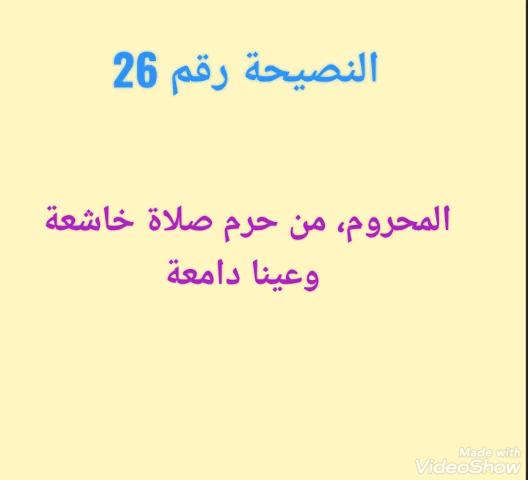 النصيحة رقم 26
المحروم، من حرم صلاة خاشعة
وعينا دامعة
Made with
VideoShow